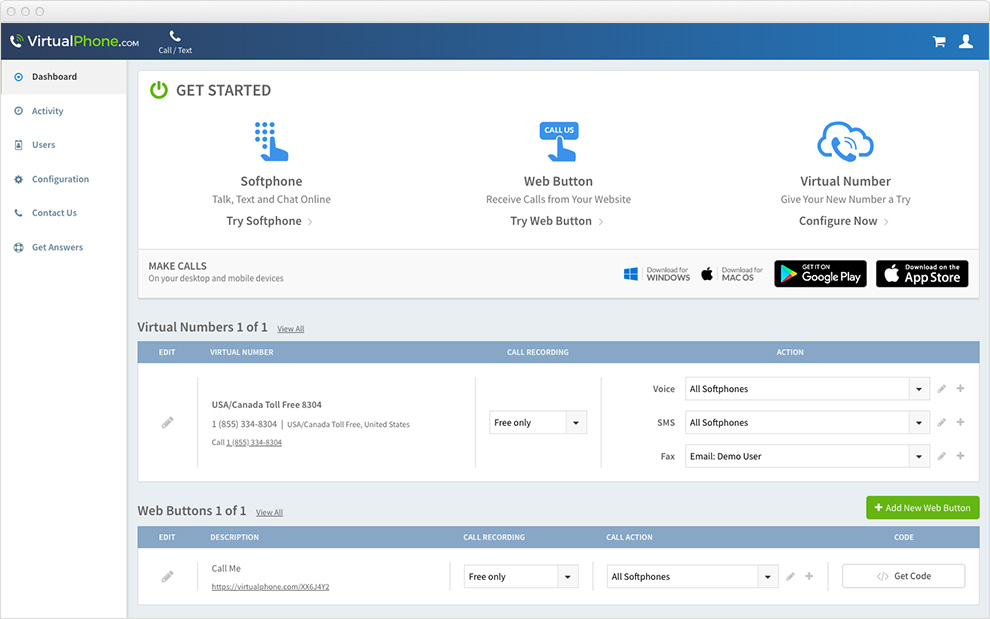 VirtualPhone.com
Call / Text
Dashboard
Activity
Users
Configuration
Contact Us
Get Answers
GET STARTED
CALL US
Softphone
Web Button
Virtual Number
Talk, Text and Chat Online
Receive Calls from Your Website
Give Your New Number a Try
Try Softphone
Try Web Button
Configure Now
MAKE CALLS
On your desktop and mobile devices
Download for
WINDOWS
Download for
MAC OS
GET IT ON
Google Play
Download on the
App Store
Virtual Numbers 1 of 1 View All
EDIT VIRTUAL NUMBER CALL RECORDING ACTION
USA/Canada Toll Free 8304
1 (855) 334-8304 | USA/Canada Toll Free, United States
Call 1 (855) 334-8304
Free only
Voice All Softphones
SMS All Softphones
Fax Email: Demo User
Web Buttons 1 of 1 View All
+ Add New Web Button
EDIT DESCRIPTION CALL RECORDING CALL ACTION CODE
Call Me
https://virtualphone.com/XX6J4Y2
Free only
All Softphones
</> Get Code